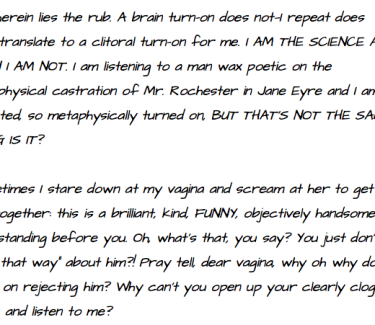 erein lies the rub. A brain turn-on does not-I repeat does
translate to a clitoral turn-on for me. I AM THE SCIENCE A
I AM NOT. I am listening to a man wax poetic on the
physical castration of Mr. Rochester in Jane Eyre and I am
ted, so metaphysically turned on, BUT THAT'S NOT THE SA
G IS IT?
etimes I stare down at my vagina and scream at her to get
ogether: this is a brilliant, kind, FUNNY, objectively handsome
standing before you. Oh, what's that, you say? You just don'
that way" about him?! Pray tell, dear vagina, why oh why do
on rejecting him? Why can't you open up your clearly clog
and listen to me?